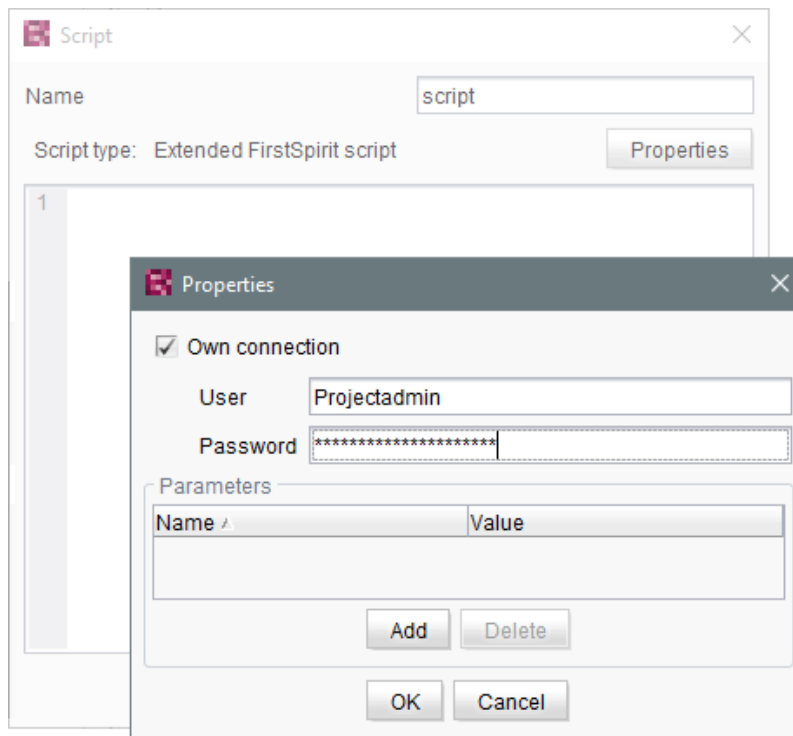 Script
Name script
Script type: Extended FirstSpirit script Properties
1
Properties
Own connection
User Projectadmin
Password *********************
Parameters
Name Value
Add Delete
OK Cancel